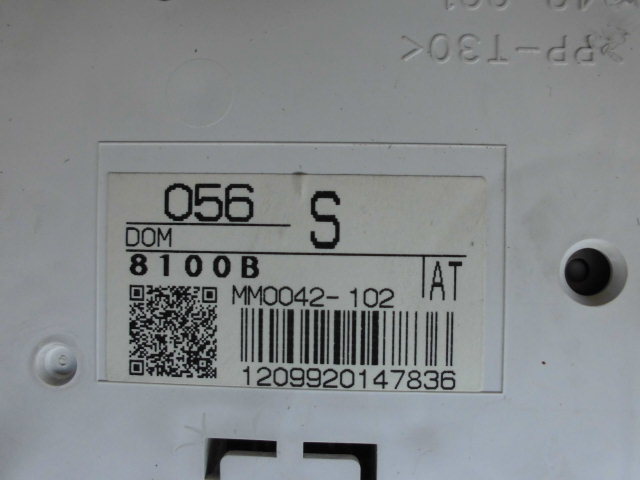 >PP-T30<
056 S
DOM
8100B
AT
MM0042-102
1209920147836